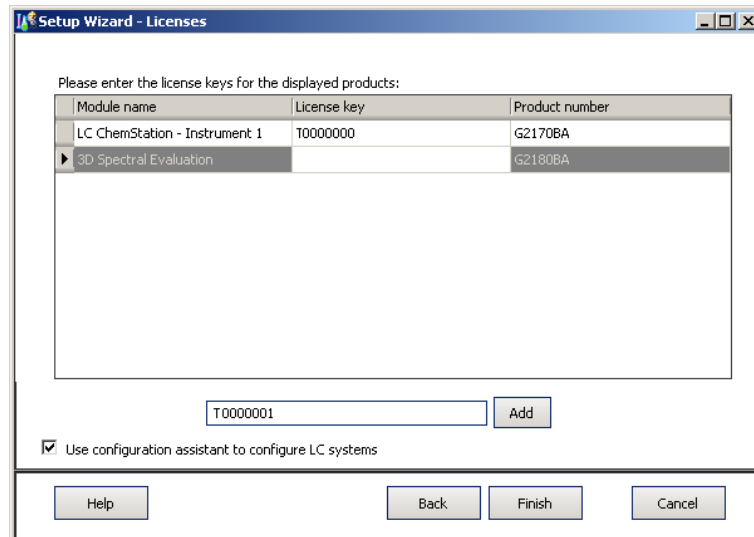 Setup Wizard - Licenses
Please enter the license keys for the displayed products:
Module name License key Product number
LC ChemStation - Instrument 1 T0000000 G2170BA
3D Spectral Evaluation G2180BA
T0000001 Add
Use configuration assistant to configure LC systems
Help Back Finish Cancel